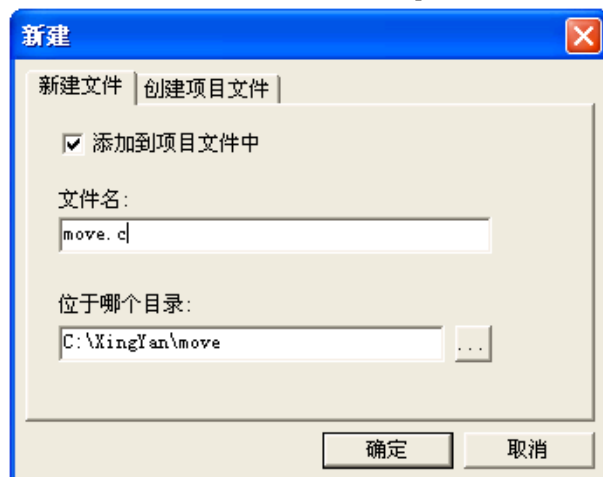 新建
新建文件 创建项目文件
添加到项目文件中
文件名:
move.c
位于哪个目录:
C:\XingYan\move
...
确定 取消